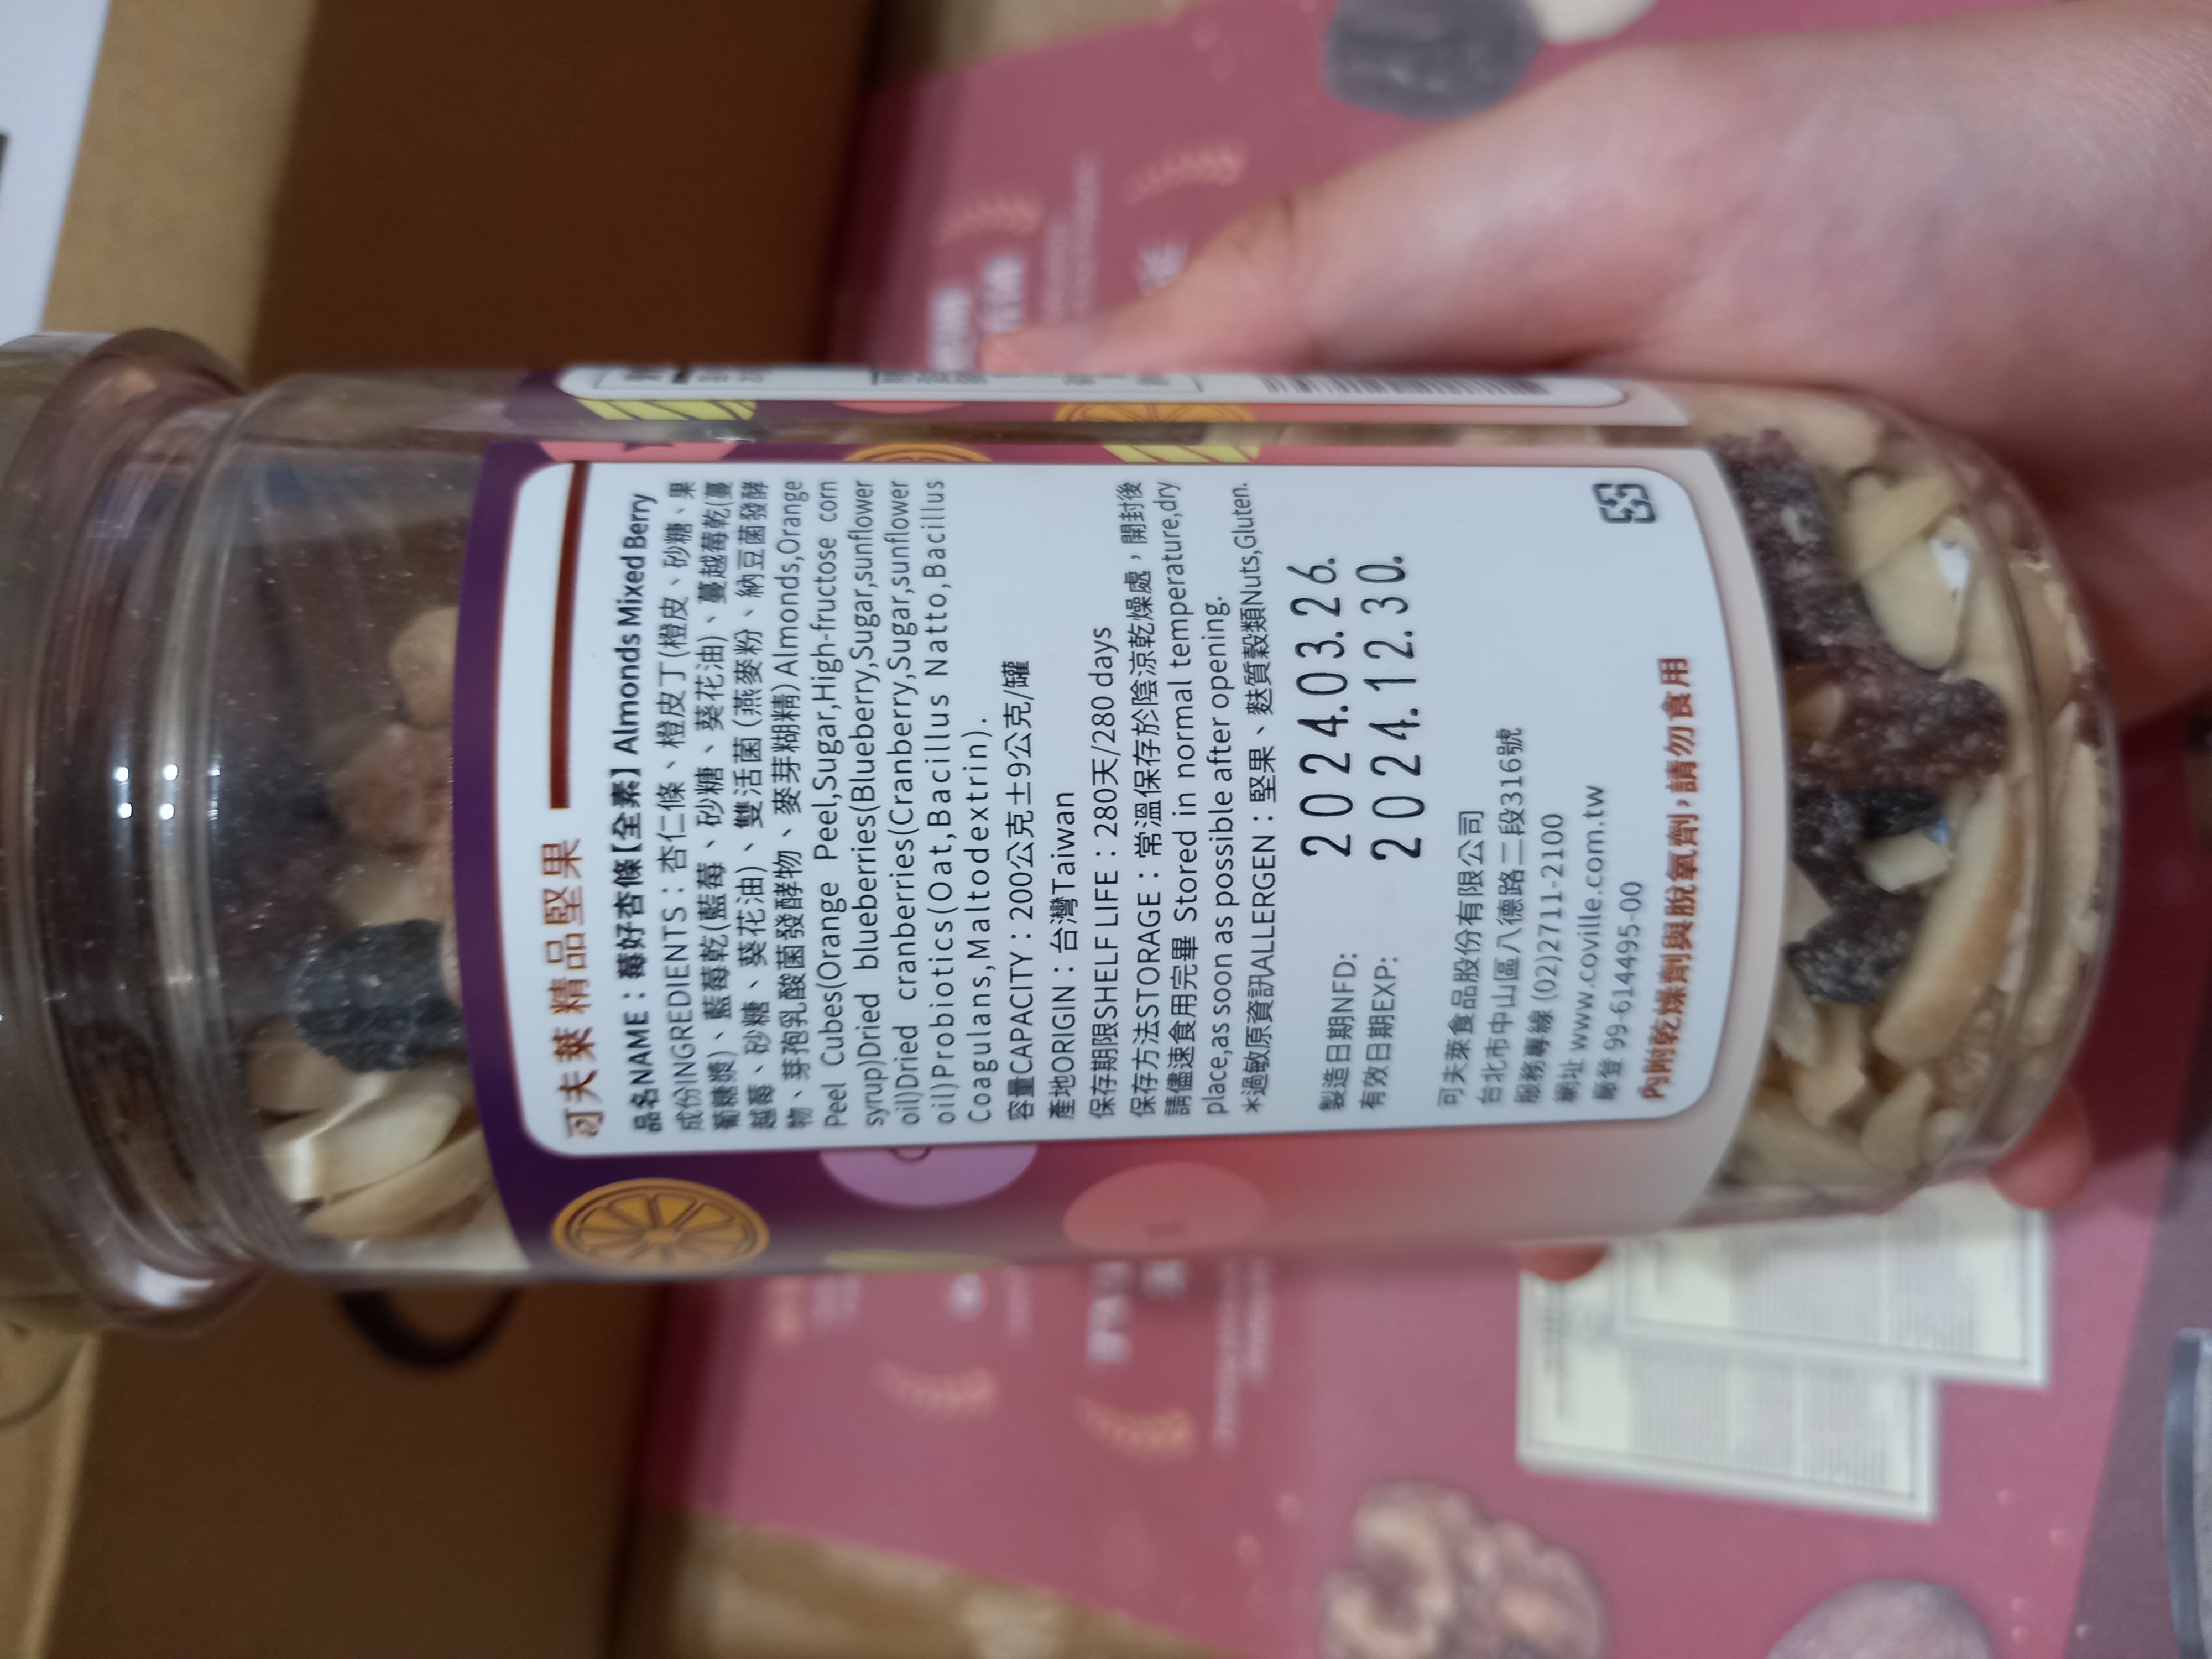 可夫萊精品堅果
品名NAME：莓好杏條【全素】Almonds Mixed Berry
成份INGREDIENTS：杏仁條、橙皮丁(橙皮、砂糖、果
葡糖漿)、藍莓乾(藍莓、砂糖、葵花油)、蔓越莓乾(蔓
越莓、砂糖、葵花油)、雙活菌(燕麥粉、納豆菌發酵
物、芽孢乳酸菌發酵物、麥芽糊精)Almonds,Orange
Peel Cubes(Orange Peel,Sugar,High-fructose corn
syrup)Dried blueberries(Blueberry,Sugar,sunflower
oil)Dried cranberries(Cranberry,Sugar,sunflower
oil)Probiotics(Oat,Bacillus Natto,Bacillus
Coagulans,Maltodextrin).
容量CAPACITY：200公克±9公克/罐
產地ORIGIN：台灣Taiwan
保存期限SHELF LIFE：280天/280 days
保存方法STORAGE：常溫保存於陰涼乾燥處，開封後
請儘速食用完畢 Stored in normal temperature,dry
place,as soon as possible after opening.
*過敏原資訊ALLERGEN：堅果、麩質穀類Nuts,Gluten.
製造日期NFD: 2024.03.26.
有效日期EXP: 2024.12.30.
可夫萊食品股份有限公司
台北市中山區八德路二段316號
服務專線 (02)2711-2100
網址 www.coville.com.tw
廠登 99-614495-00
內附乾燥劑與脫氧劑，請勿食用